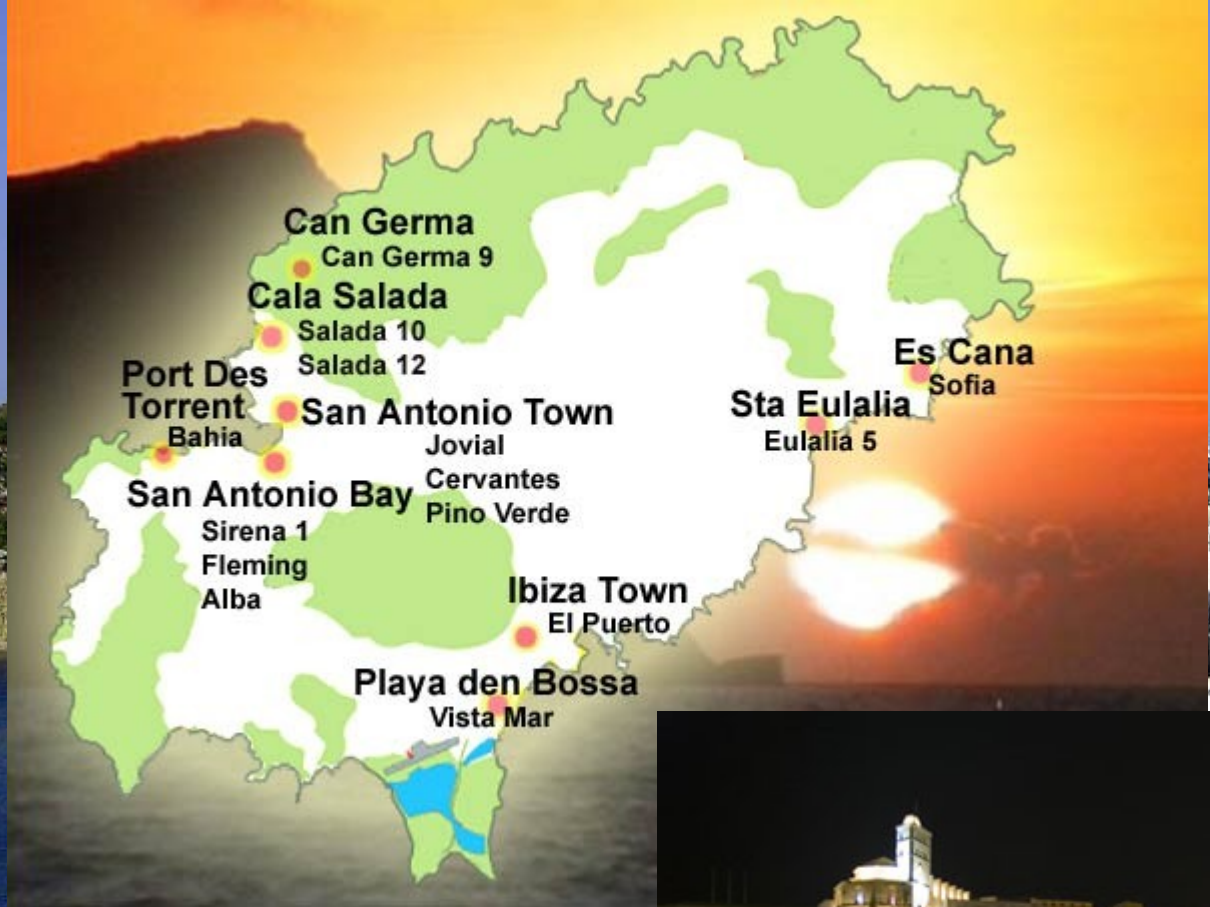 Can Germa
Can Germa 9
Cala Salada
Salada 10
Salada 12
Port Des
Torrent
Bahia
San Antonio Town
Jovial
Cervantes
Pino Verde
San Antonio Bay
Sirena 1
Fleming
Alba
Es Cana
Sofia
Sta Eulalia
Eulalia 5
Ibiza Town
El Puerto
Playa den Bossa
Vista Mar